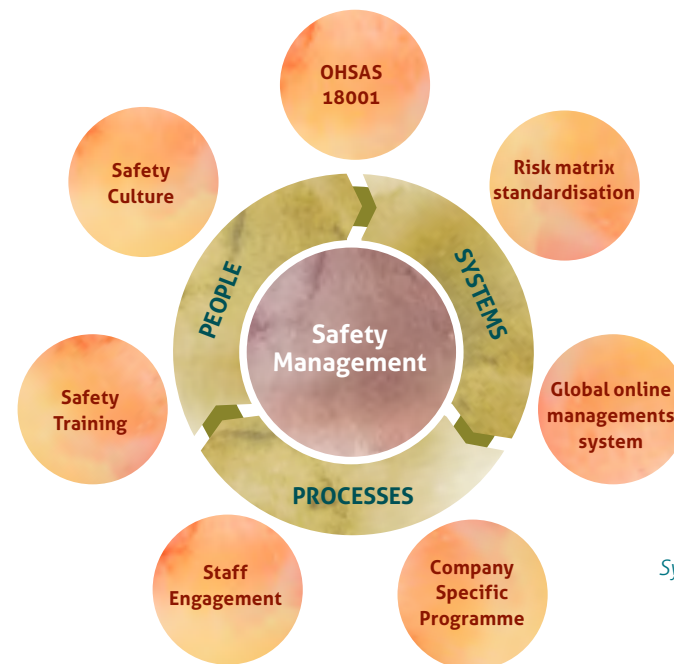 OHSAS
18001
Safety
Culture
Risk matrix
standardisation
PEOPLE
SYSTEMS
Safety
Management
Safety
Training
Global online
managements
system
PROCESSES
Staff
Engagement
Company
Specific
Programme